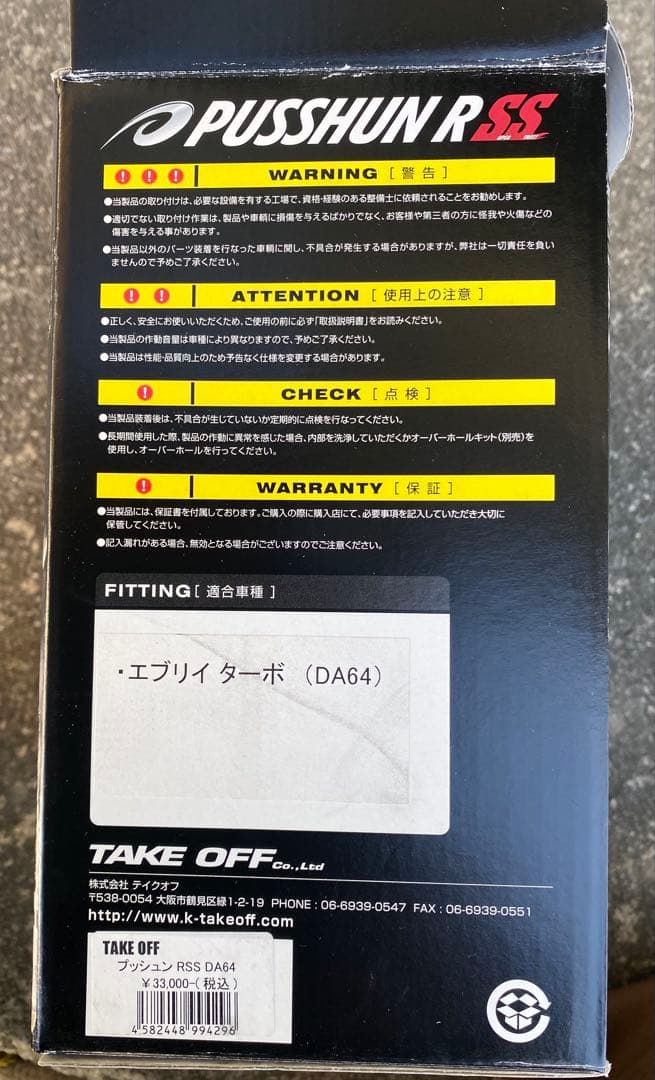 PUSSHUN RSS
! ! ! WARNING [ 警告 ]
●当製品の取り付けは、必要な設備を有する工場で、資格・経験のある整備士に依頼されることをお勧めします。
●適切でない取り付け作業は、製品や車輌に損傷を与えるばかりでなく、お客様や第三者の方に怪我や火傷などの
傷害を与える事があります。
●当製品以外のパーツ装着を行なった車輌に関し、不具合が発生する場合がありますが、弊社は一切責任を負い
ませんので予めご了承ください。
! ! ATTENTION [ 使用上の注意 ]
●正しく、安全にお使いいただくため、ご使用の前に必ず「取扱説明書」をお読みください。
●当製品の作動音量は車種により異なりますので、予めご了承ください。
●当製品は性能・品質向上のため予告なく仕様を変更する場合があります。
! CHECK [ 点検 ]
●当製品装着後は、不具合が生じていないか定期的に点検を行なってください。
●長期間使用した際、製品の作動に異常を感じた場合、内部を洗浄していただくかオーバーホールキット（別売）を
使用し、オーバーホールを行ってください。
! WARRANTY [ 保証 ]
●当製品には、保証書を付属しております。ご購入の際に購入店にて、必要事項を記入していただき大切に
保管してください。
●記入漏れがある場合、無効となる場合がございますのでご注意ください。
FITTING [ 適合車種 ]
・エブリイ ターボ （DA64）
TAKE OFF Co.,Ltd
株式会社 テイクオフ
〒538-0054 大阪市鶴見区緑1-2-19 PHONE : 06-6939-0547 FAX : 06-6939-0551
http://www.k-takeoff.com
TAKE OFF
プッシュン RSS DA64
￥33,000-(税込)
4 582448 994296